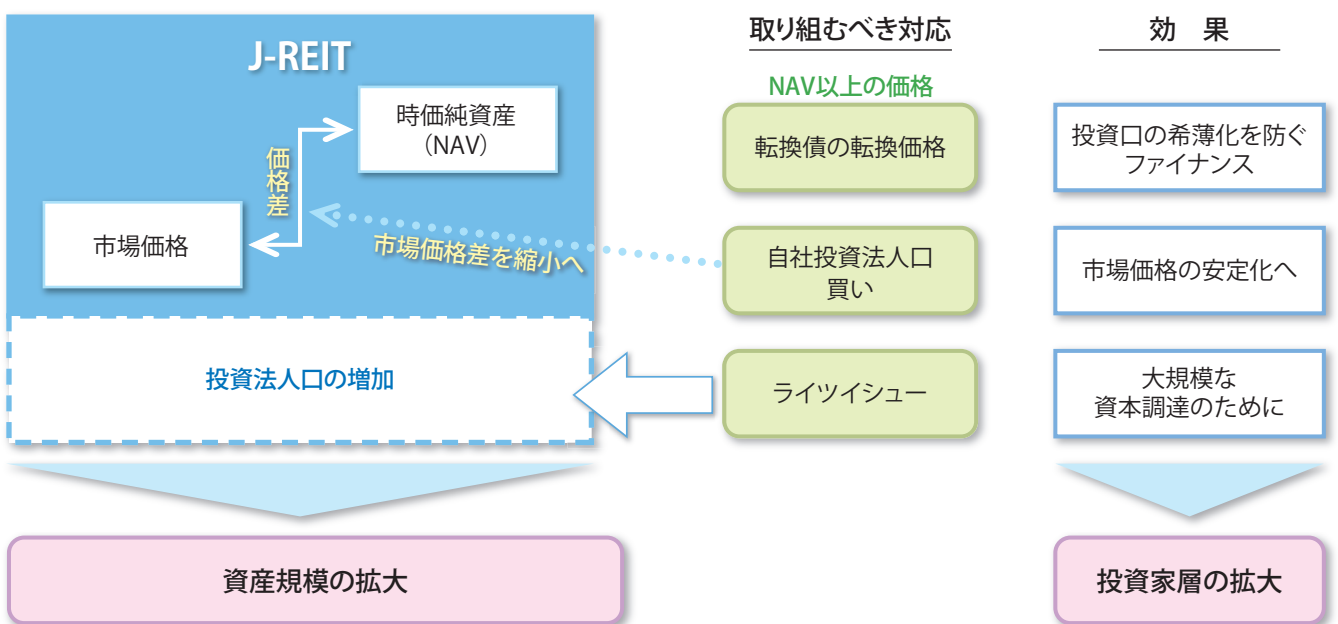 J-REIT
時価純資産
（NAV）
価格差
市場価格
市場価格差を縮小へ
投資法人口の増加
資産規模の拡大
取り組むべき対応
NAV以上の価格
転換債の転換価格
自社投資法人口
買い
ライツイシュー
効　果
投資口の希薄化を防ぐ
ファイナンス
市場価格の安定化へ
大規模な
資本調達のために
投資家層の拡大